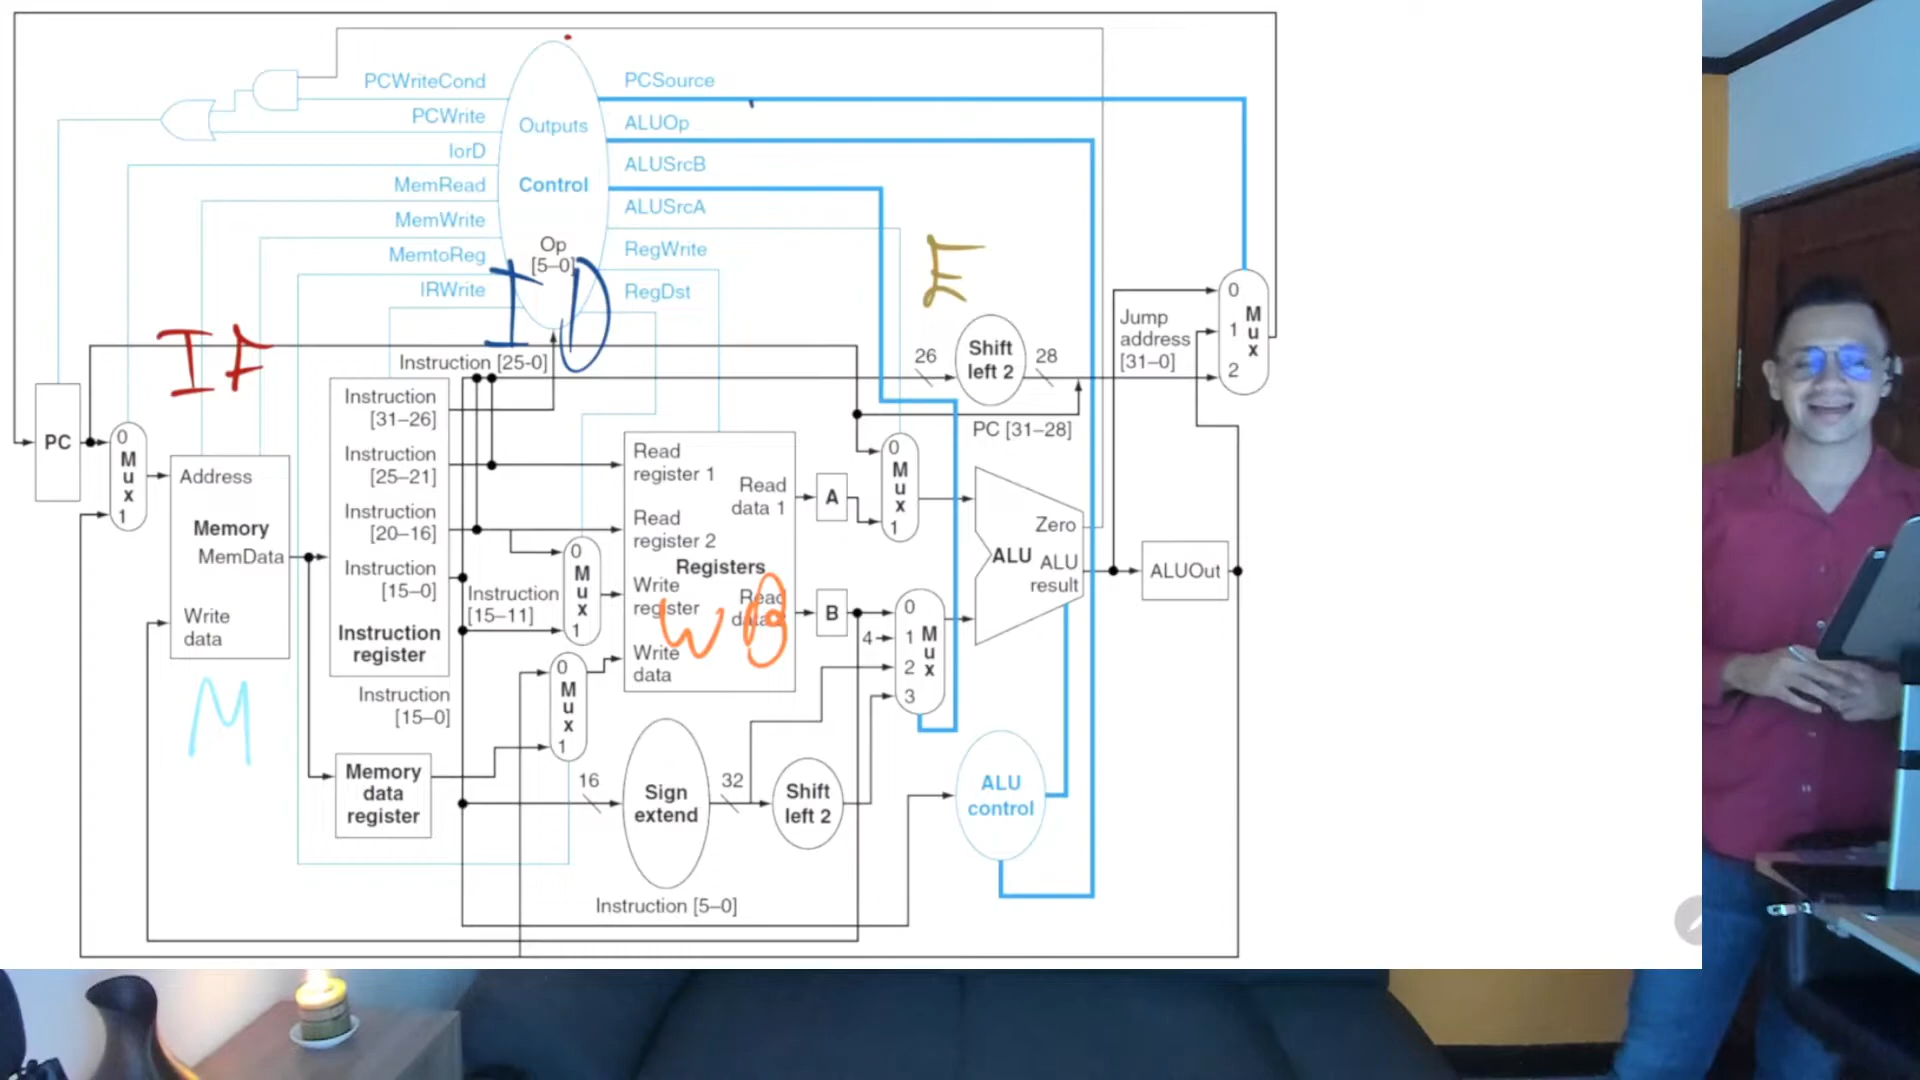 PCWriteCond
PCWrite
IorD
MemRead
MemWrite
MemtoReg
IRWrite
Outputs
Control
Op
[5–0]
PCSource
ALUOp
ALUSrcB
ALUSrcA
RegWrite
RegDst
IF
ID
E
M
WB
PC
0
M
u
x
1
Address
Memory
MemData
Write
data
Instruction [25-0]
Instruction
[31–26]
Instruction
[25–21]
Instruction
[20–16]
Instruction
[15–0]
Instruction
register
Instruction
[15–0]
Memory
data
register
Instruction
[15–11]
0
M
u
x
1
0
M
u
x
1
Read
register 1
Read
register 2
Registers
Write
register
Write
data
Read
data 1
Read
A
B
4
0
M
u
x
1
0
1
2
3
M
u
x
16
Sign
extend
32
Shift
left 2
Instruction [5–0]
26
Shift
left 2
28
PC [31–28]
Jump
address
[31–0]
Zero
ALU
ALU
result
ALUOut
ALU
control
0
1
2
M
u
x